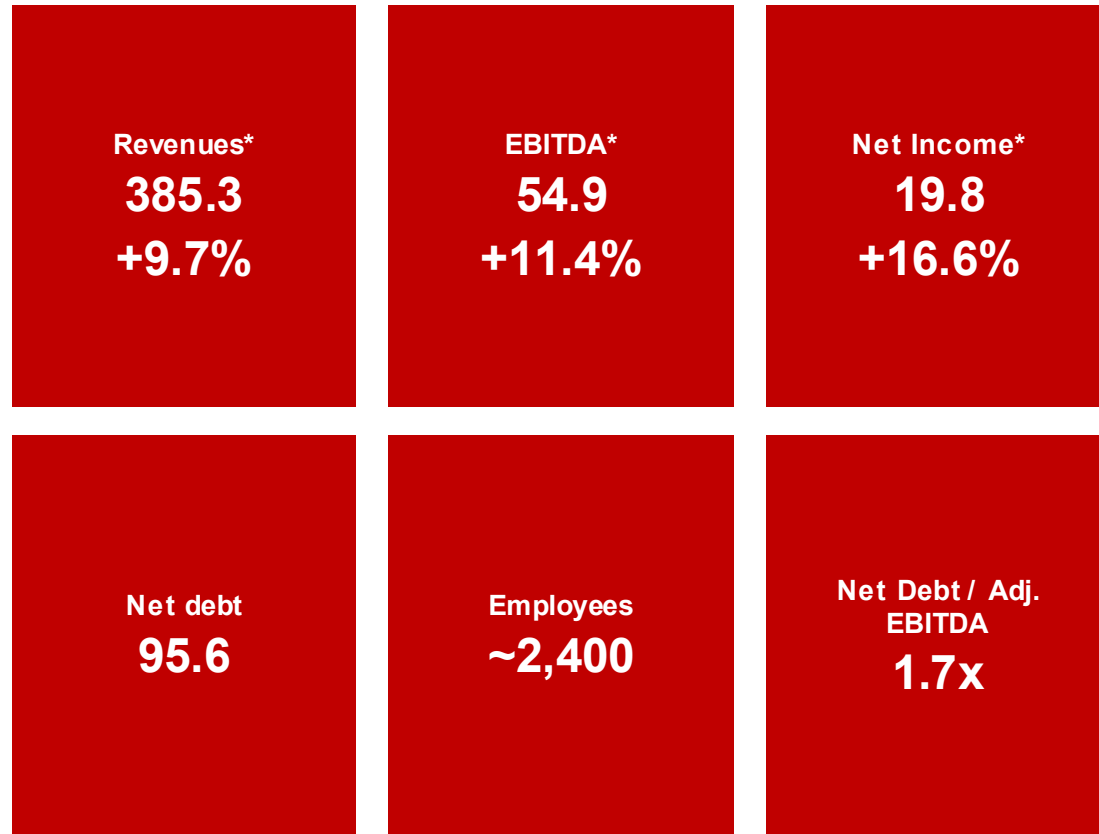 Revenues*
385.3
+9.7%
EBITDA*
54.9
+11.4%
Net Income*
19.8
+16.6%
Net debt
95.6
Employees
~2,400
Net Debt / Adj.
EBITDA
1.7x